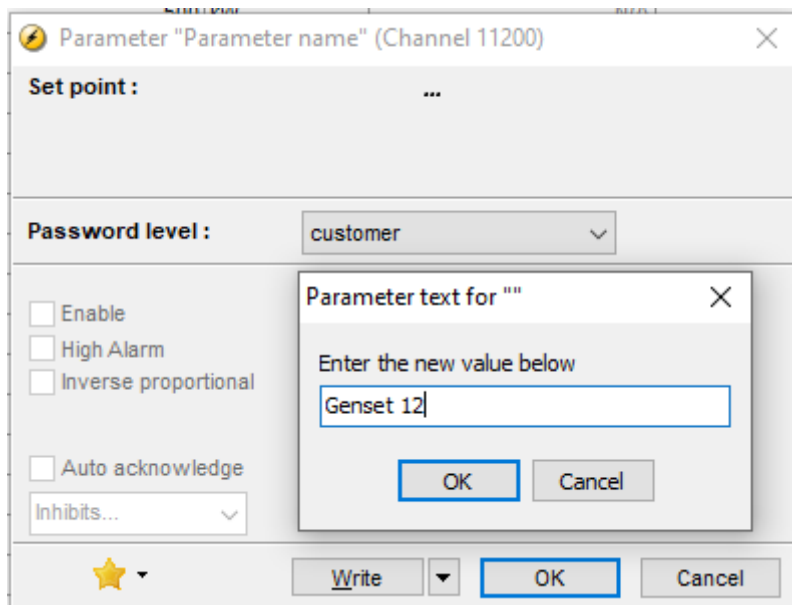 Parameter "Parameter name" (Channel 11200)
Set point :
...
Password level :
customer
Enable
High Alarm
Inverse proportional
Auto acknowledge
Inhibits...
Parameter text for ""
Enter the new value below
Genset 12
OK
Cancel
Write
OK
Cancel